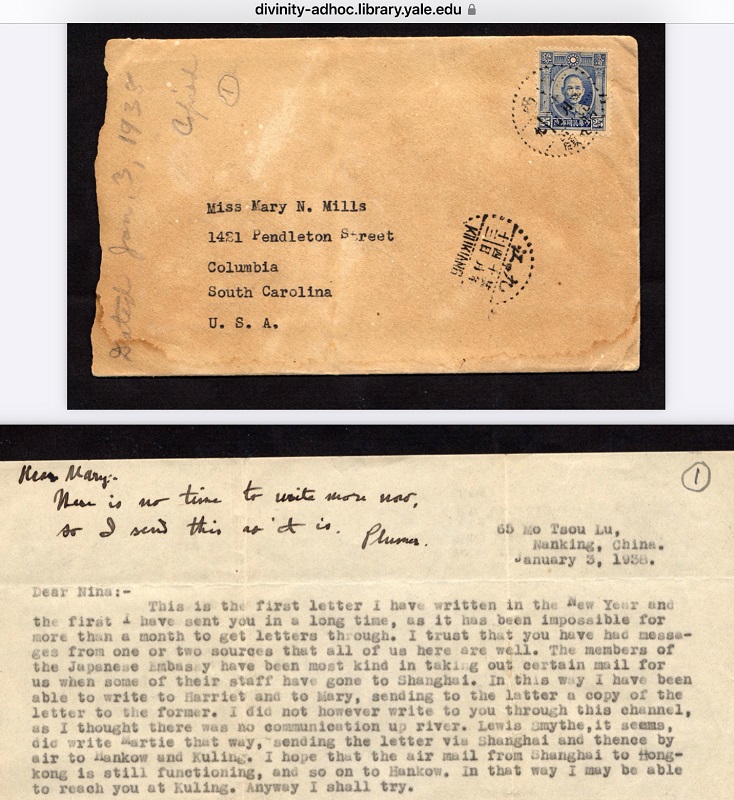 divinity-adhoc.library.yale.edu
Dated Jan, 3, 1938
Copied
1
Miss Mary N. Mills
1421 Pendleton Street
Columbia
South Carolina
U. S. A.
KIUKIANG
Dear Mary:-
There is no time to write more now,
so I send this as it is. Plumer.
1
65 Mo Tsou Lu,
Nanking, China.
January 3, 1938.
Dear Nina:-
This is the first letter I have written in the New Year and
the first I have sent you in a long time, as it has been impossible for
more than a month to get letters through. I trust that you have had messa-
ges from one or two sources that all of us here are well. The members of
the Japanese Embassy have been most kind in taking out certain mail for
us when some of their staff have gone to Shanghai. In this way I have been
able to write to Harriet and to Mary, sending to the latter a copy of the
letter to the former. I did not however write to you through this channel,
as I thought there was no communication up river. Lewis Smythe,it seems,
did write Martie that way, sending the letter via Shanghai and thence by
air to Hankow and Kuling. I hope that the air mail from Shanghai to Hong-
kong is still functioning, and so on to Hankow. In that way I may be able
to reach you at Kuling. Anyway I shall try.